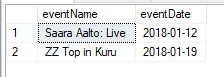 eventName eventDate
1 Saara Aalto: Live 2018-01-12
2 ZZ Top in Kuru 2018-01-19